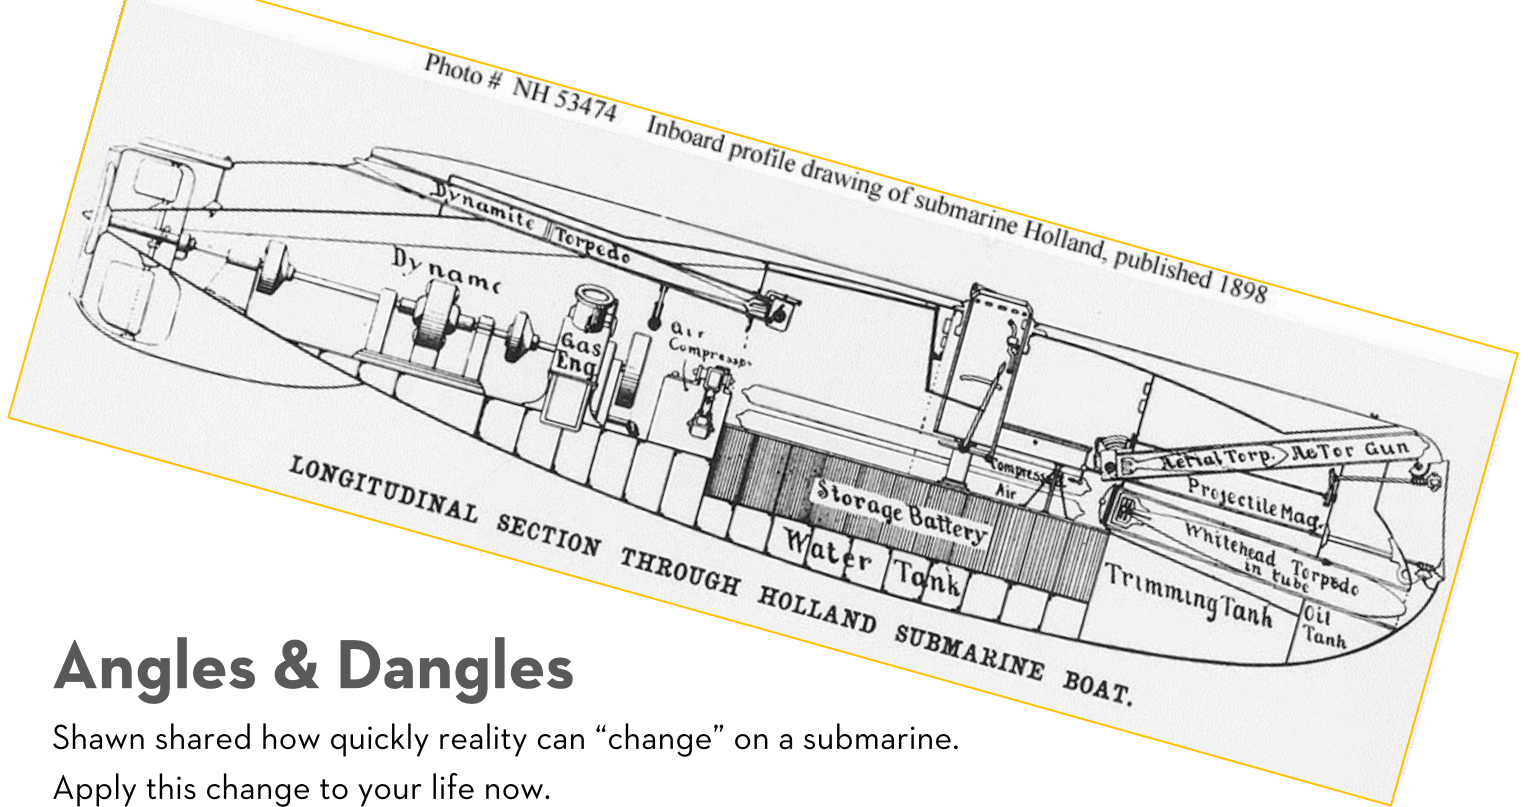 Photo # NH 53474 Inboard profile drawing of submarine Holland, published 1898
Dynamite Torpedo
Dyname
Gas
Eng
Air
Compressor
Compressed
Air
Aerial Torp. AeTor Gun
Projectile Mag.
Whitehead Torpedo
in tube
Storage Battery
Water Tank
Trimming Tank
Oil
Tank
LONGITUDINAL SECTION THROUGH HOLLAND SUBMARINE BOAT.
Angles & Dangles
Shawn shared how quickly reality can “change” on a submarine.
Apply this change to your life now.